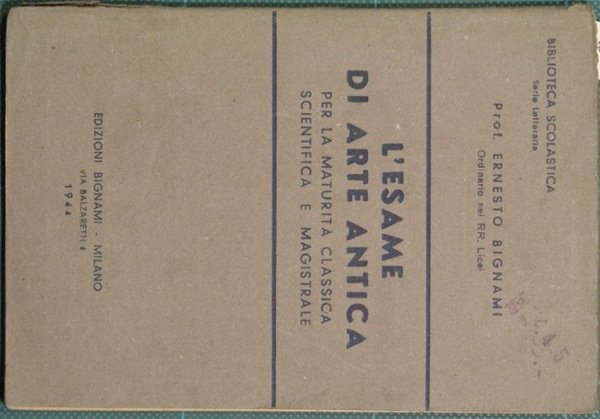 BIBLIOTECA SCOLASTICA
Serie Letteraria
Prof. ERNESTO BIGNAMI
Ordinario nei RR. Licei
L'ESAME
DI ARTE ANTICA
PER LA MATURITÀ CLASSICA
SCIENTIFICA E MAGISTRALE
EDIZIONI BIGNAMI - MILANO
VIA BALZARETTI, 6
1944